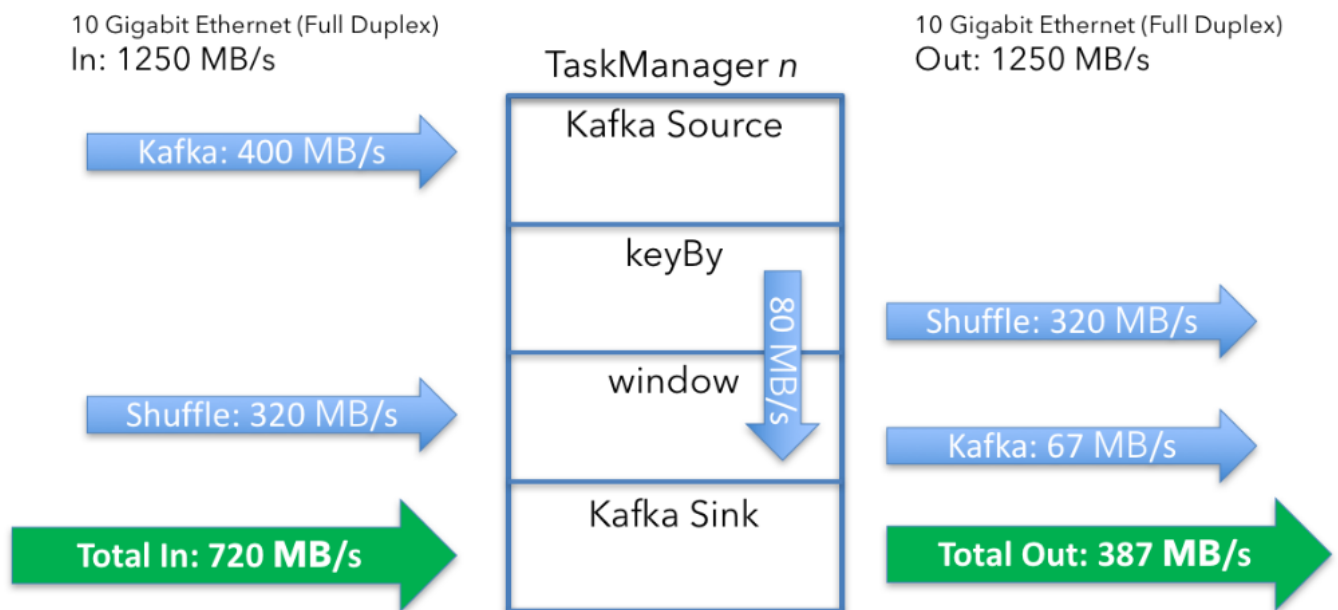 10 Gigabit Ethernet (Full Duplex)
In: 1250 MB/s
10 Gigabit Ethernet (Full Duplex)
Out: 1250 MB/s
TaskManager n
Kafka Source
Kafka: 400 MB/s
keyBy
80 MB/s
Shuffle: 320 MB/s
window
Shuffle: 320 MB/s
Kafka: 67 MB/s
Kafka Sink
Total In: 720 MB/s
Total Out: 387 MB/s